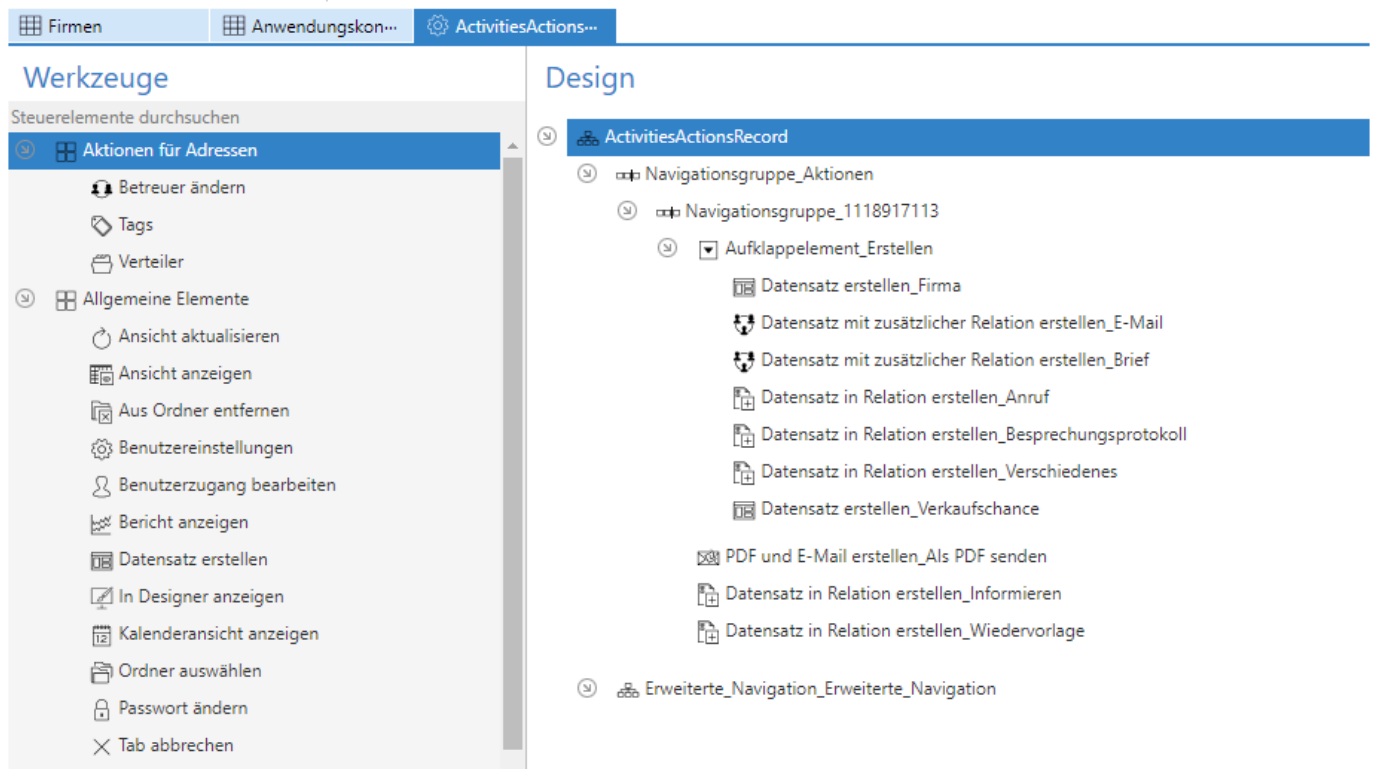 Firmen
Anwendungskon···
ActivitiesActions···
Werkzeuge
Steuerelemente durchsuchen
Aktionen für Adressen
Betreuer ändern
Tags
Verteiler
Allgemeine Elemente
Ansicht aktualisieren
Ansicht anzeigen
Aus Ordner entfernen
Benutzereinstellungen
Benutzerzugang bearbeiten
Bericht anzeigen
Datensatz erstellen
In Designer anzeigen
Kalenderansicht anzeigen
Ordner auswählen
Passwort ändern
Tab abbrechen
Design
ActivitiesActionsRecord
Navigationsgruppe_Aktionen
Navigationsgruppe_1118917113
Aufklappelement_Erstellen
Datensatz erstellen_Firma
Datensatz mit zusätzlicher Relation erstellen_E-Mail
Datensatz mit zusätzlicher Relation erstellen_Brief
Datensatz in Relation erstellen_Anruf
Datensatz in Relation erstellen_Besprechungsprotokoll
Datensatz in Relation erstellen_Verschiedenes
Datensatz erstellen_Verkaufschance
PDF und E-Mail erstellen_Als PDF senden
Datensatz in Relation erstellen_Informieren
Datensatz in Relation erstellen_Wiedervorlage
Erweiterte_Navigation_Erweiterte_Navigation